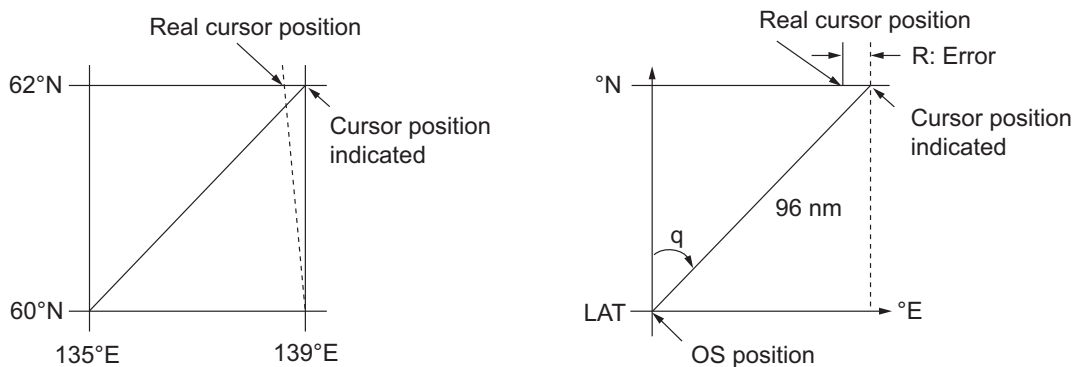 Real cursor position
62°N
Cursor position
indicated
60°N
135°E
139°E
Real cursor position
R: Error
°N
Cursor position
indicated
96 nm
q
LAT
°E
OS position